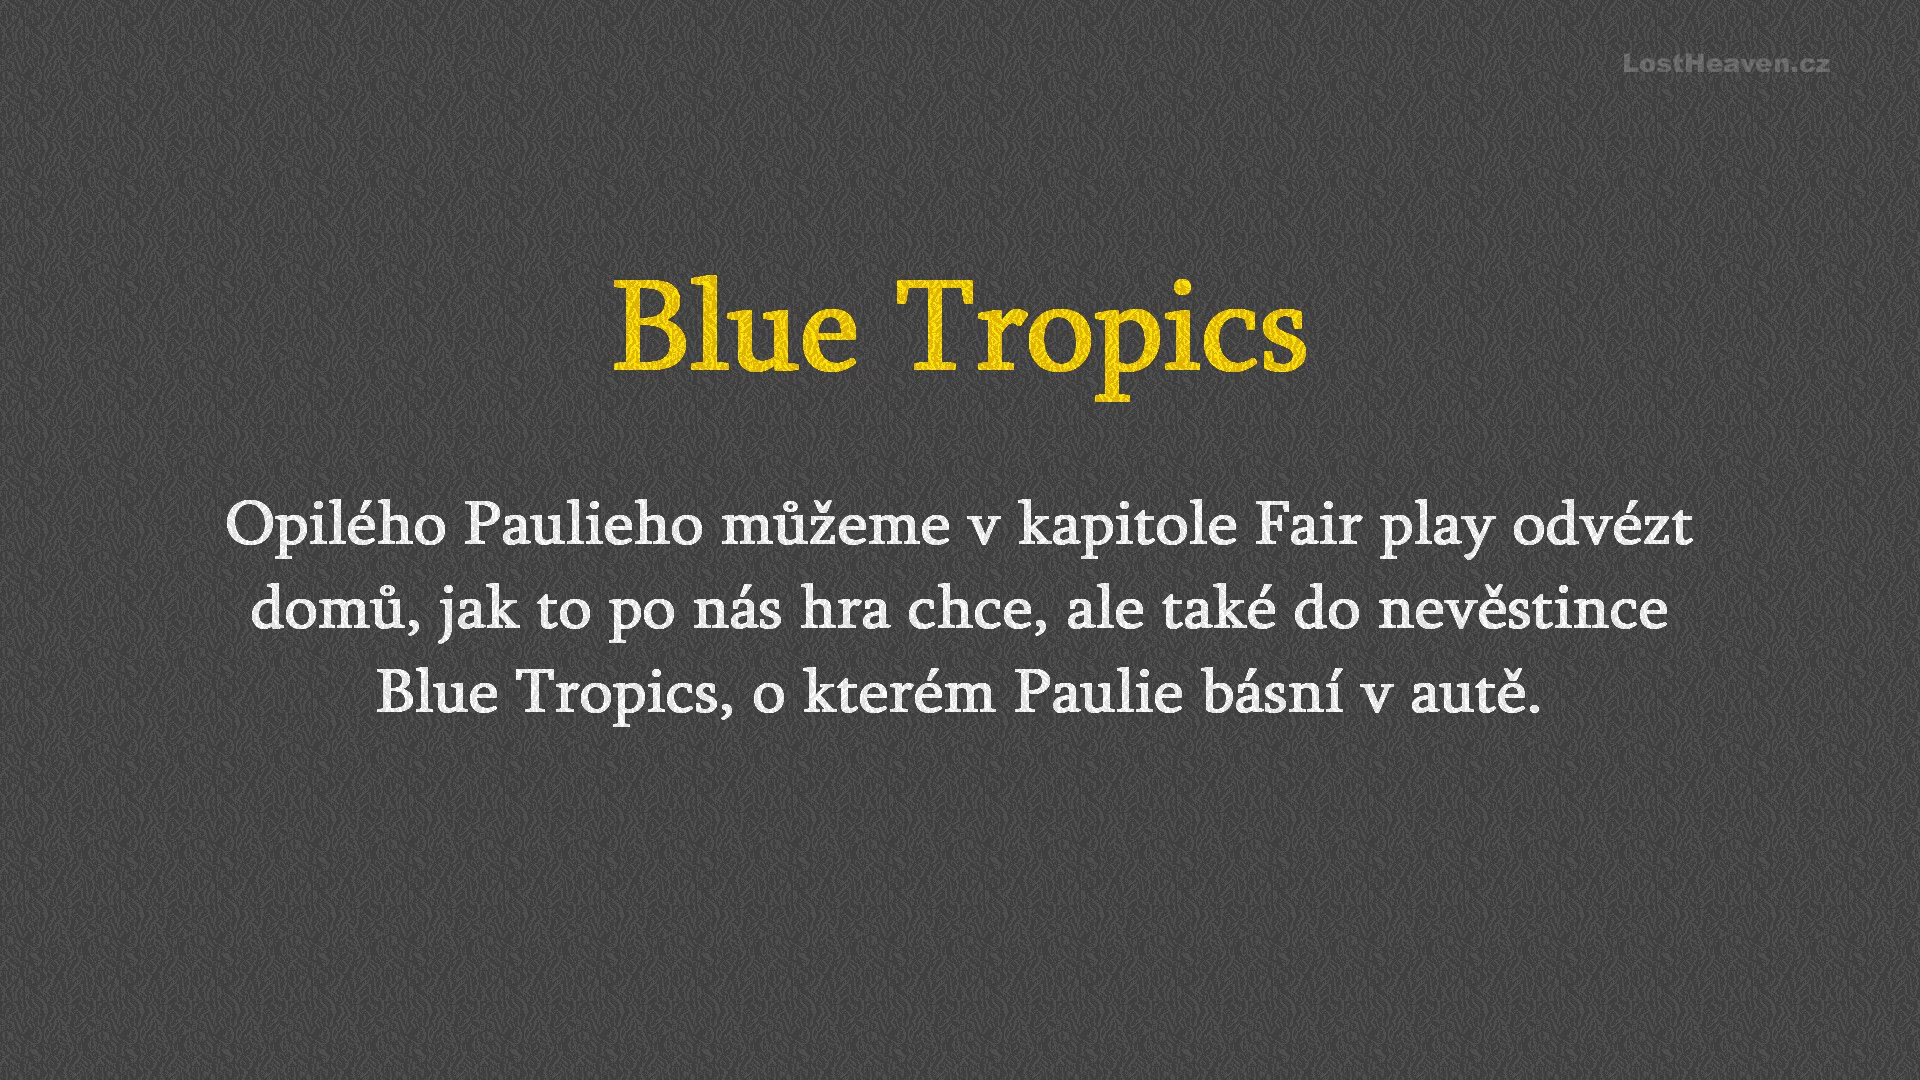 LostHeaven.cz
Blue Tropics
Opilého Paulieho můžeme v kapitole Fair play odvézt
domů, jak to po nás hra chce, ale také do nevěstince
Blue Tropics, o kterém Paulie básní v autě.